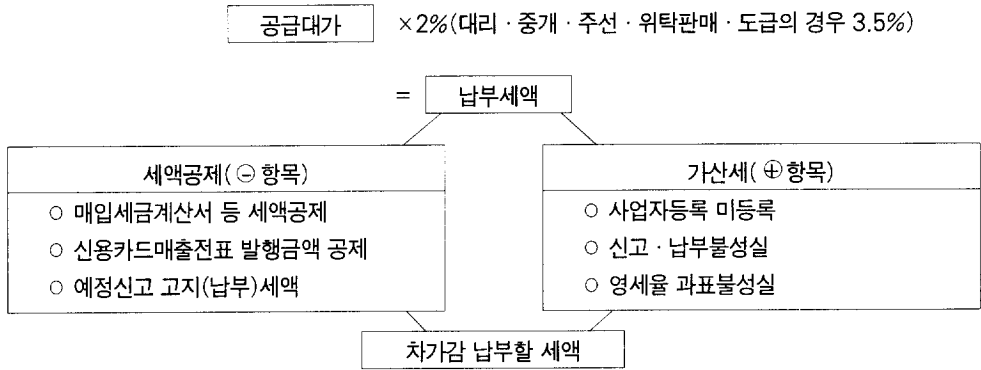 공급대가 ×2%(대리 · 중개 · 주선 · 위탁판매 · 도급의 경우 3.5%)
= 납부세액
세액공제(⊖항목)
○ 매입세금계산서 등 세액공제
○ 신용카드매출전표 발행금액 공제
○ 예정신고 고지(납부)세액
가산세(⊕항목)
○ 사업자등록 미등록
○ 신고 · 납부불성실
○ 영세율 과표불성실
차가감 납부할 세액